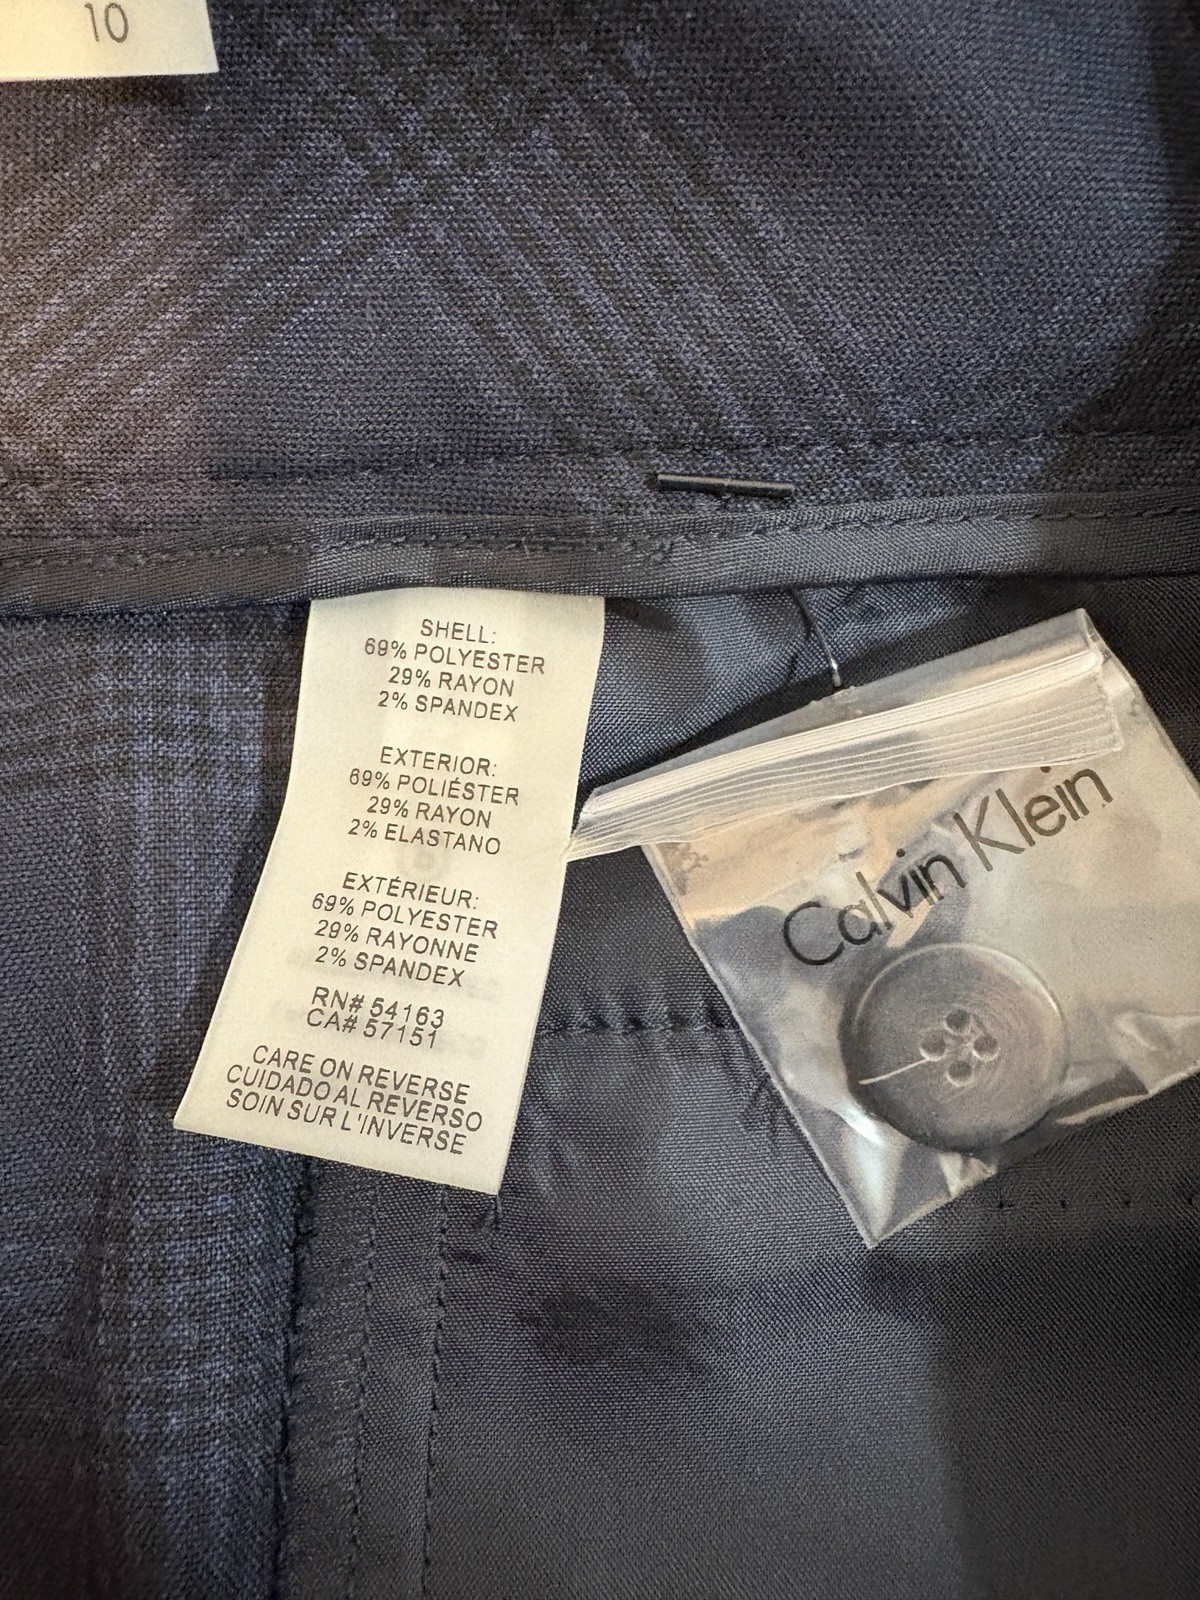 10
SHELL:
69% POLYESTER
29% RAYON
2% SPANDEX
EXTERIOR:
69% POLIÉSTER
29% RAYON
2% ELASTANO
EXTÉRIEUR:
69% POLYESTER
29% RAYONNE
2% SPANDEX
RN# 54163
CA# 57151
CARE ON REVERSE
CUIDADO AL REVERSO
SOIN SUR L'INVERSE
Calvin Klein